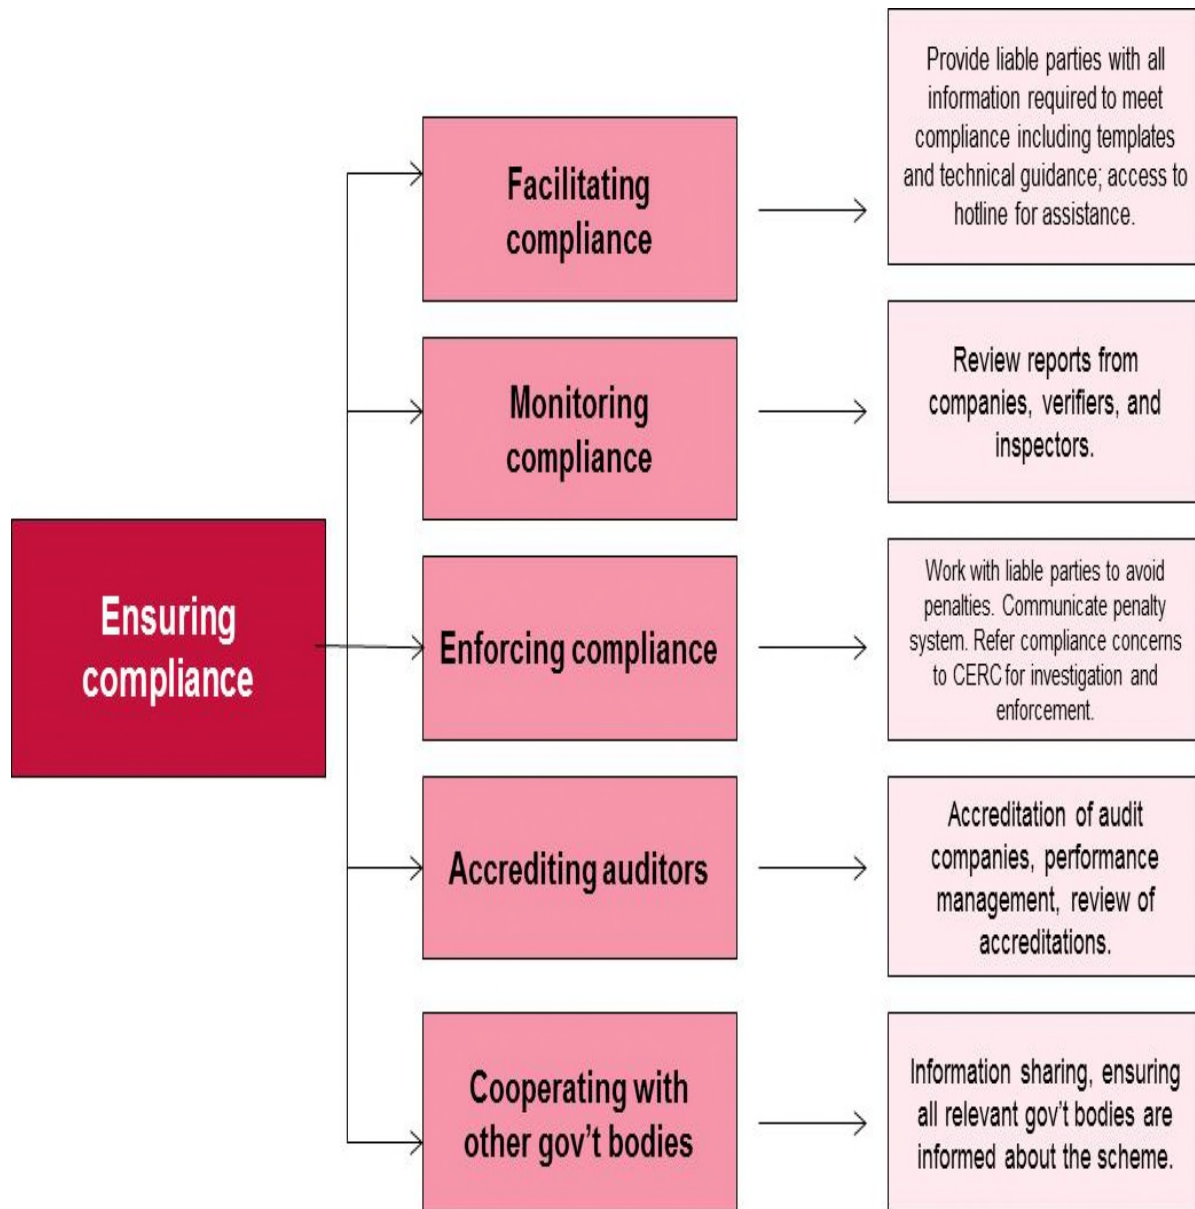 Ensuring
compliance
Facilitating
compliance
Provide liable parties with all
information required to meet
compliance including templates
and technical guidance; access to
hotline for assistance.
Monitoring
compliance
Review reports from
companies, verifiers, and
inspectors.
Enforcing compliance
Work with liable parties to avoid
penalties. Communicate penalty
system. Refer compliance concerns
to CERC for investigation and
enforcement.
Accrediting auditors
Accreditation of audit
companies, performance
management, review of
accreditations.
Cooperating with
other gov’t bodies
Information sharing, ensuring
all relevant gov’t bodies are
informed about the scheme.